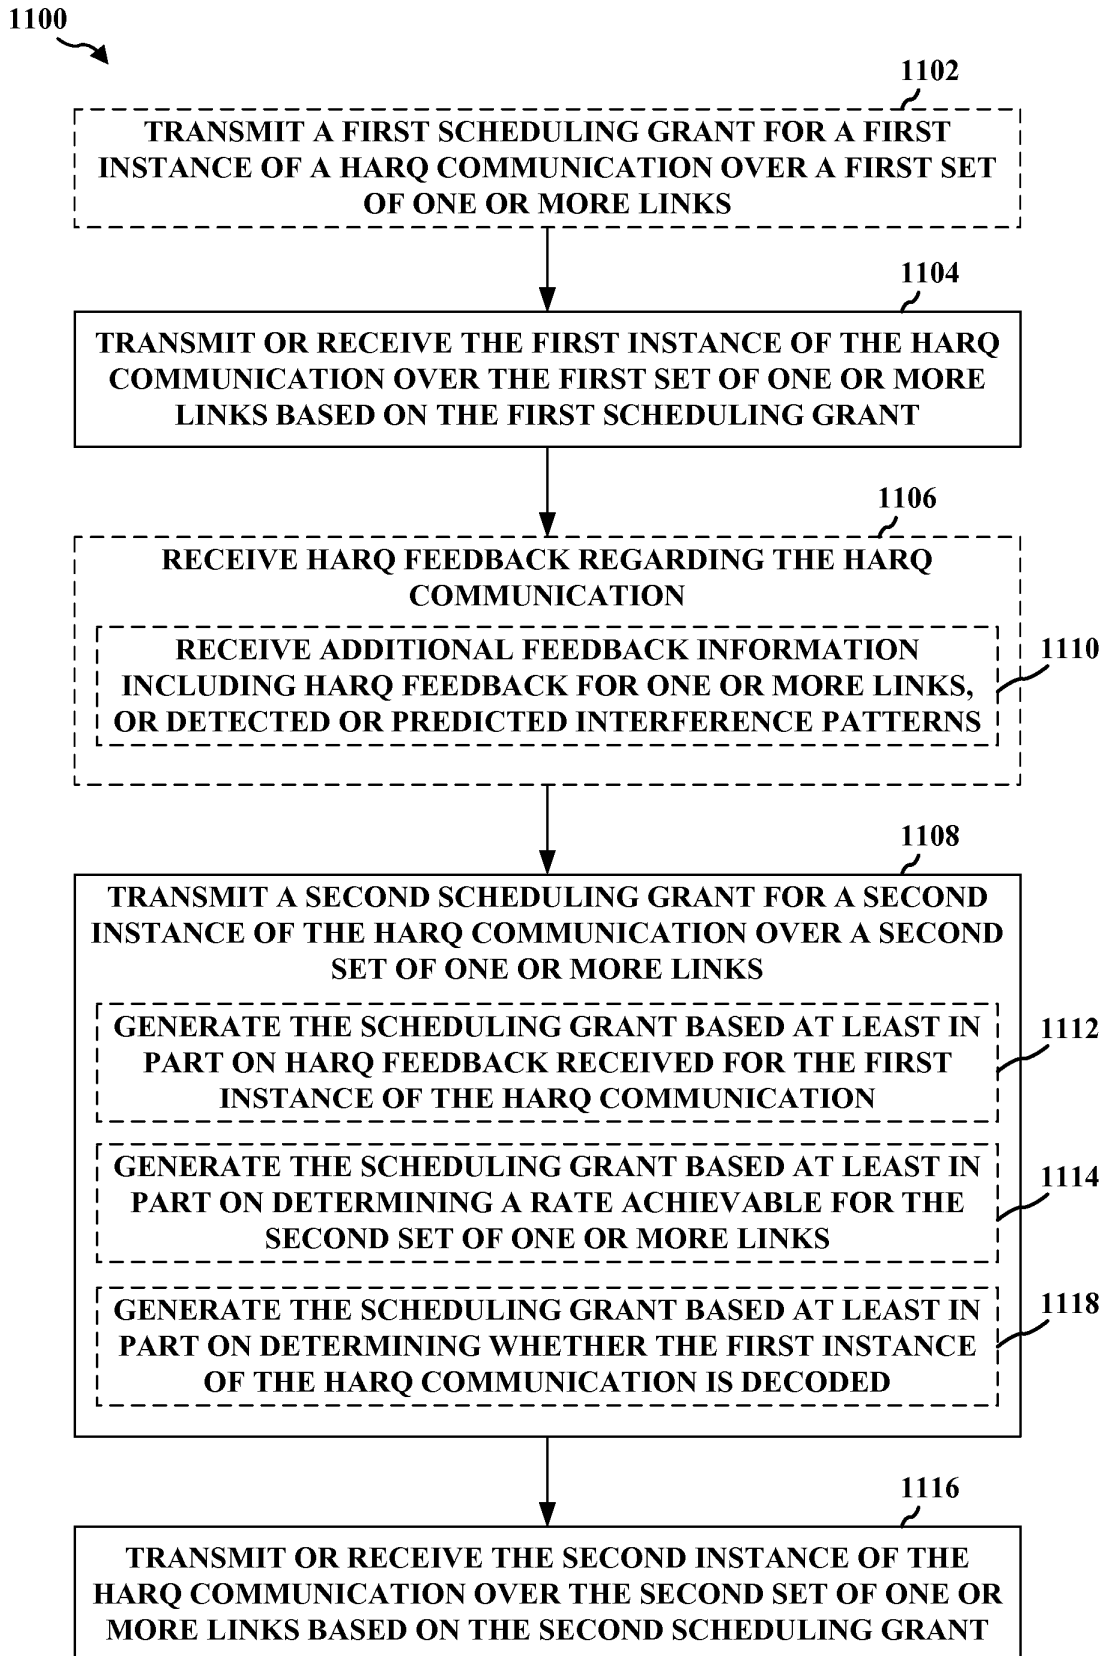 1100
1102
TRANSMIT A FIRST SCHEDULING GRANT FOR A FIRST
INSTANCE OF A HARQ COMMUNICATION OVER A FIRST SET
OF ONE OR MORE LINKS
1104
TRANSMIT OR RECEIVE THE FIRST INSTANCE OF THE HARQ
COMMUNICATION OVER THE FIRST SET OF ONE OR MORE
LINKS BASED ON THE FIRST SCHEDULING GRANT
1106
RECEIVE HARQ FEEDBACK REGARDING THE HARQ
COMMUNICATION
RECEIVE ADDITIONAL FEEDBACK INFORMATION
INCLUDING HARQ FEEDBACK FOR ONE OR MORE LINKS,
OR DETECTED OR PREDICTED INTERFERENCE PATTERNS
1110
1108
TRANSMIT A SECOND SCHEDULING GRANT FOR A SECOND
INSTANCE OF THE HARQ COMMUNICATION OVER A SECOND
SET OF ONE OR MORE LINKS
GENERATE THE SCHEDULING GRANT BASED AT LEAST IN
PART ON HARQ FEEDBACK RECEIVED FOR THE FIRST
INSTANCE OF THE HARQ COMMUNICATION
1112
GENERATE THE SCHEDULING GRANT BASED AT LEAST IN
PART ON DETERMINING A RATE ACHIEVABLE FOR THE
SECOND SET OF ONE OR MORE LINKS
1114
GENERATE THE SCHEDULING GRANT BASED AT LEAST IN
PART ON DETERMINING WHETHER THE FIRST INSTANCE
OF THE HARQ COMMUNICATION IS DECODED
1118
1116
TRANSMIT OR RECEIVE THE SECOND INSTANCE OF THE
HARQ COMMUNICATION OVER THE SECOND SET OF ONE OR
MORE LINKS BASED ON THE SECOND SCHEDULING GRANT